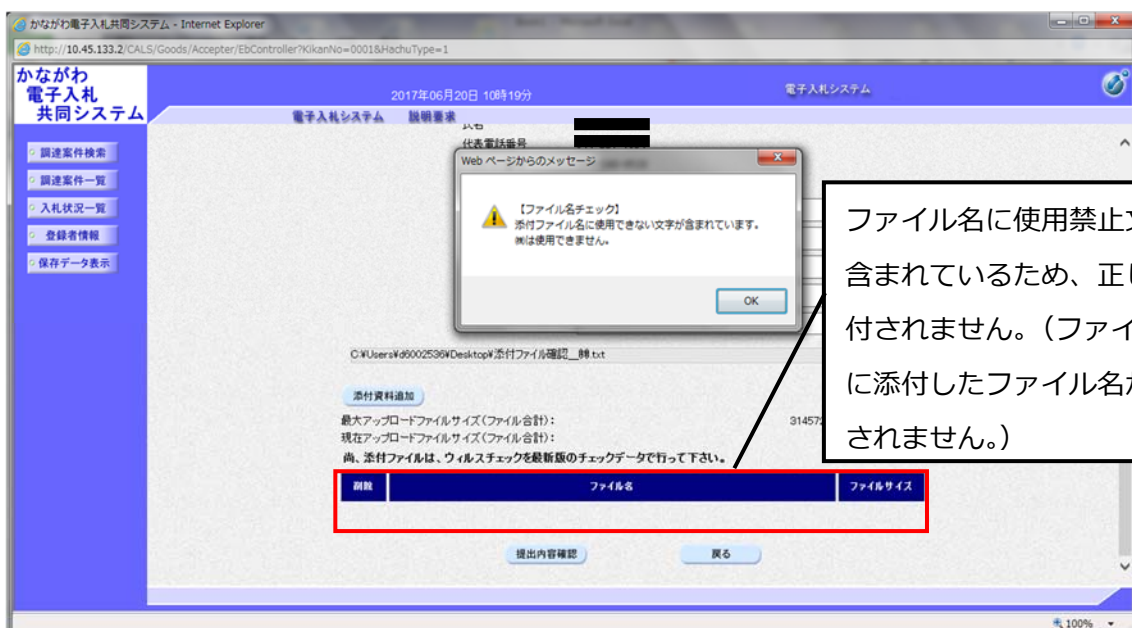 かながわ電子入札共同システム - Internet Explorer
http://10.45.133.2/CALS/Goods/Accepter/EbController?KikanNo=0001&HachuType=1
かながわ
電子入札
共同システム
2017年06月20日 10時19分
電子入札システム
電子入札システム 説明要求
調達案件検索
調達案件一覧
入札状況一覧
登録者情報
保存データ表示
氏名
代表電話番号
Web ページからのメッセージ
【ファイル名チェック】
添付ファイル名に使用できない文字が含まれています。
は使用できません。
OK
ファイル名に使用禁止
含まれているため、正
付されません。（ファイ
に添付したファイル名
されません。）
C:¥Users¥d6002536¥Desktop¥添付ファイル確認__.txt
添付資料追加
最大アップロードファイルサイズ(ファイル合計)：
314572
現在アップロードファイルサイズ(ファイル合計)：
尚、添付ファイルは、ウィルスチェックを最新版のチェックデータで行って下さい。
削除 ファイル名 ファイルサイズ
提出内容確認 戻る
100%